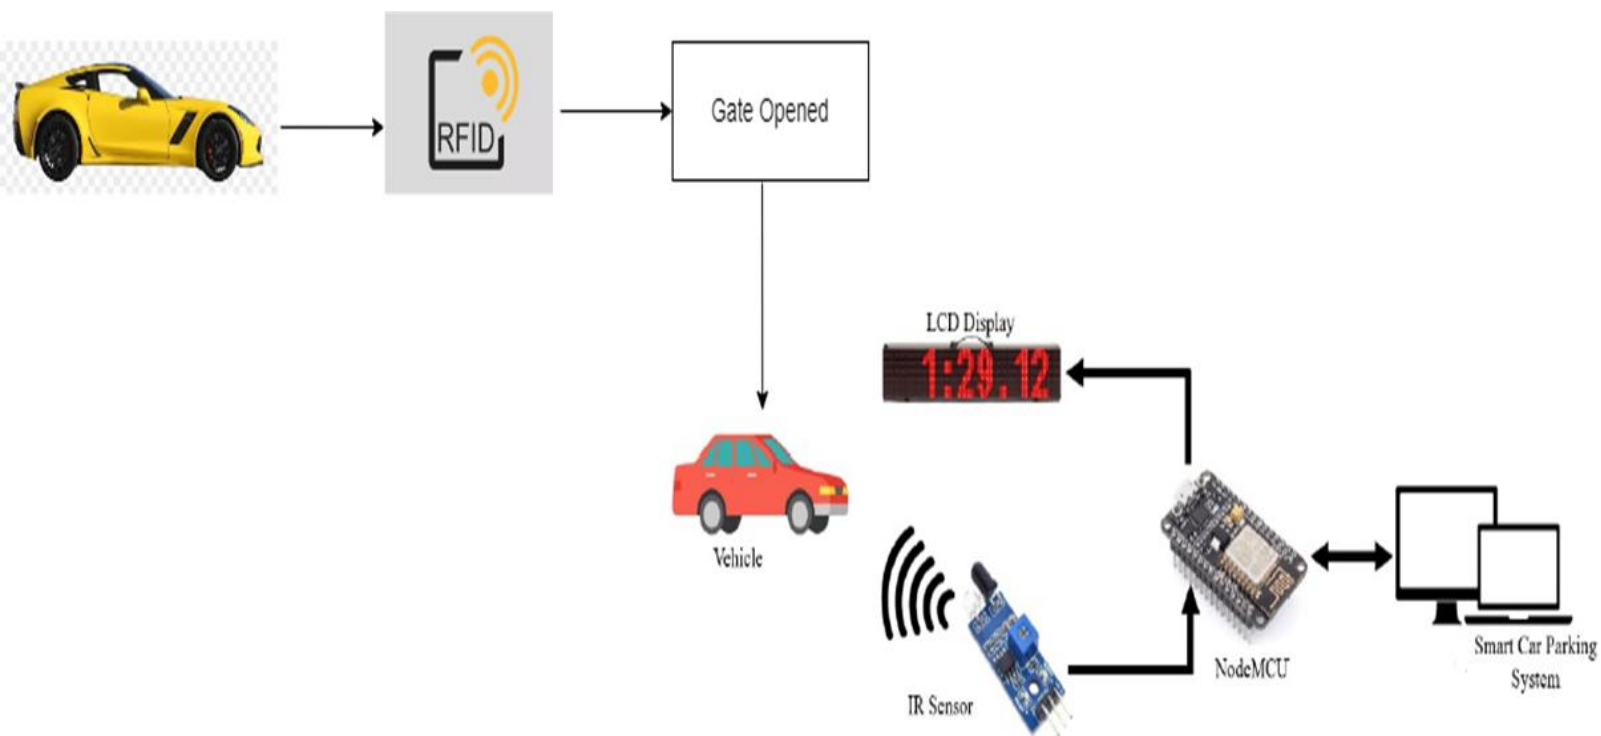 RFID
Gate Opened
LCD Display
1:29.12
Vehicle
IR Sensor
NodeMCU
Smart Car Parking
System